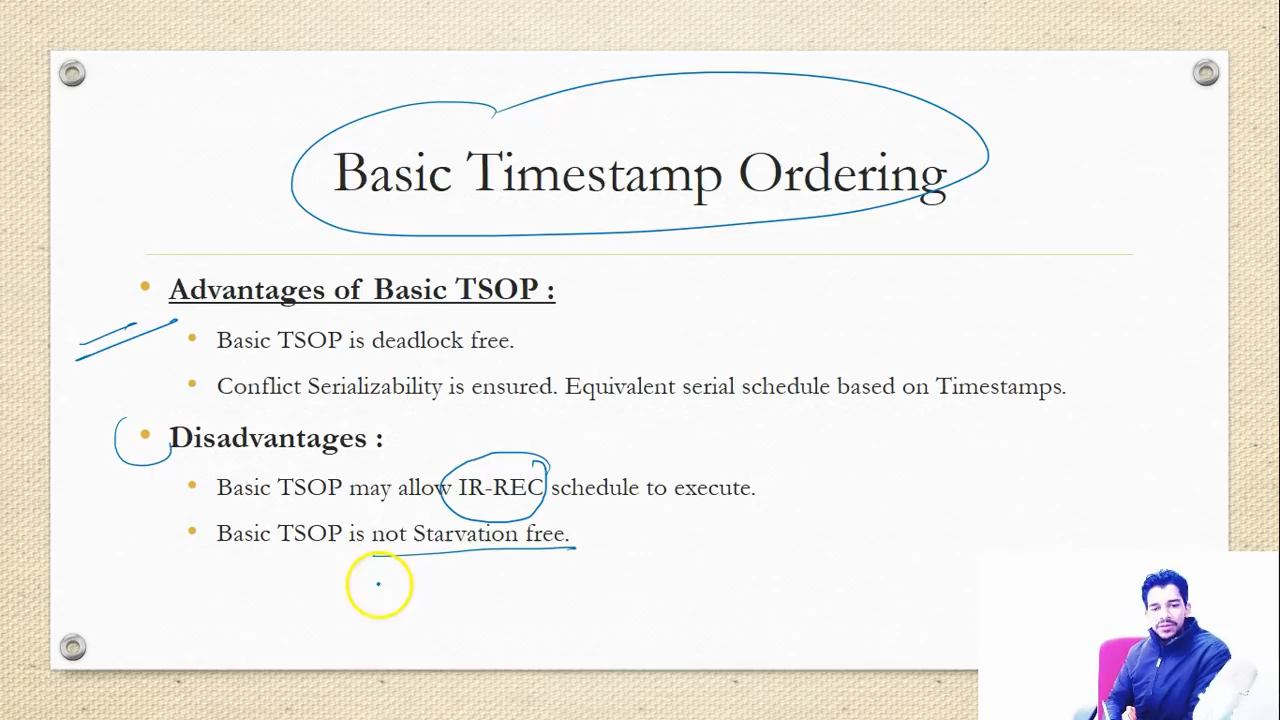 Basic Timestamp Ordering
Advantages of Basic TSOP :
Basic TSOP is deadlock free.
Conflict Serializability is ensured. Equivalent serial schedule based on Timestamps.
Disadvantages :
Basic TSOP may allow IR-REC schedule to execute.
Basic TSOP is not Starvation free.